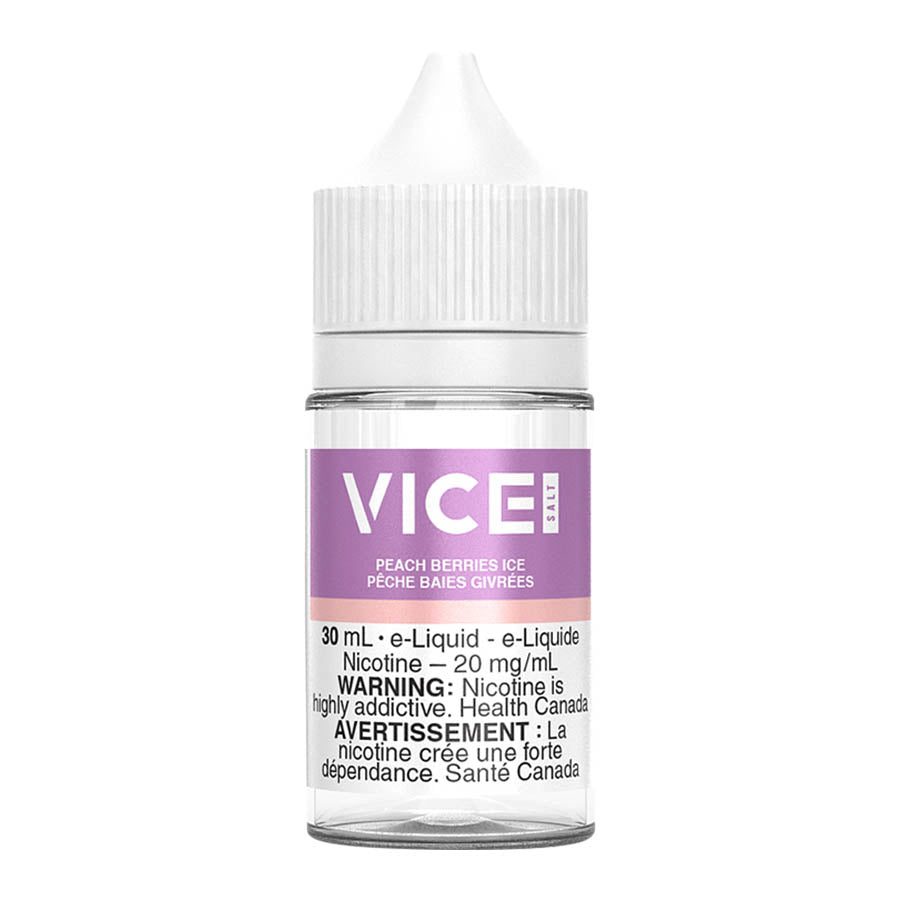 VICE SALT
PEACH BERRIES ICE
PÊCHE BAIES GIVRÉES
30 mL • e-Liquid - e-Liquide
Nicotine – 20 mg/mL
WARNING: Nicotine is
highly addictive. Health Canada
AVERTISSEMENT : La
nicotine crée une forte
dépendance. Santé Canada